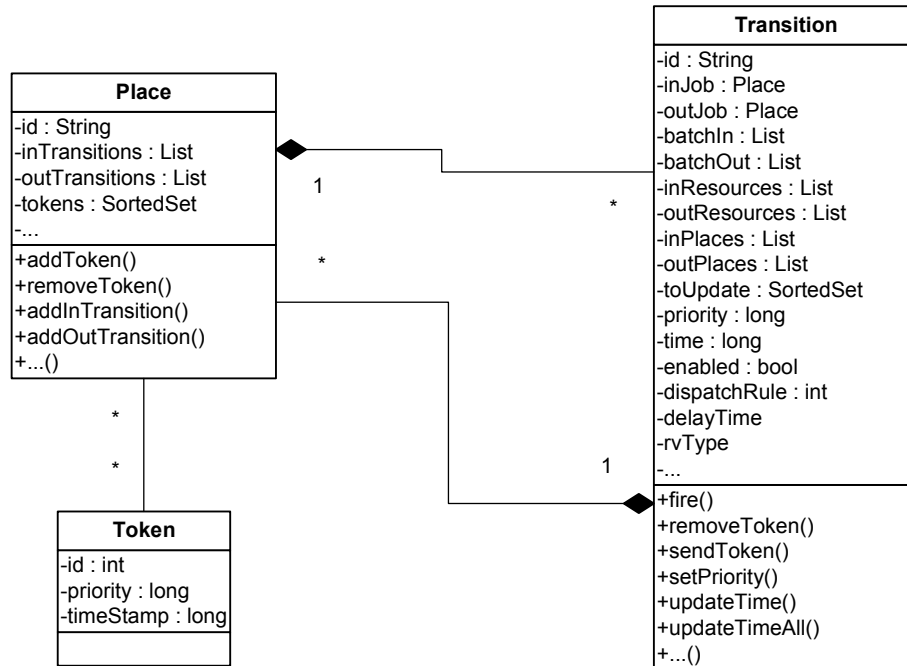 Place
-id : String
-inTransitions : List
-outTransitions : List
-tokens : SortedSet
-...
+addToken()
+removeToken()
+addInTransition()
+addOutTransition()
+...()
1
*
*
1
*
*
Token
-id : int
-priority : long
-timeStamp : long
Transition
-id : String
-inJob : Place
-outJob : Place
-batchIn : List
-batchOut : List
-inResources : List
-outResources : List
-inPlaces : List
-outPlaces : List
-toUpdate : SortedSet
-priority : long
-time : long
-enabled : bool
-dispatchRule : int
-delayTime
-rvType
-...
+fire()
+removeToken()
+sendToken()
+setPriority()
+updateTime()
+updateTimeAll()
+...()